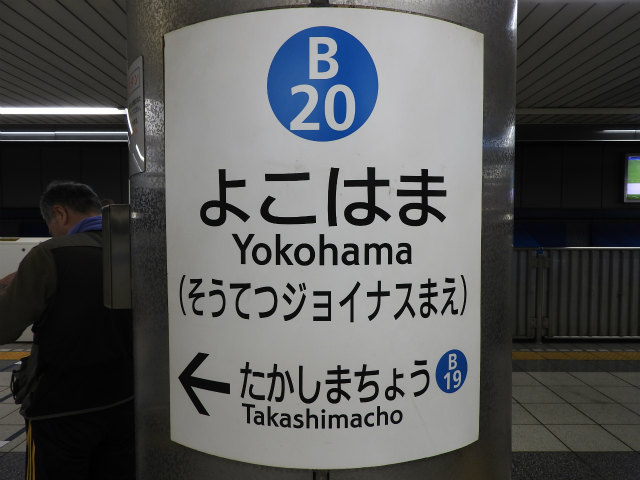 B
20
よこはま
Yokohama
(そうてつジョイナスまえ)
← たかしまちょう B 19
Takashimacho